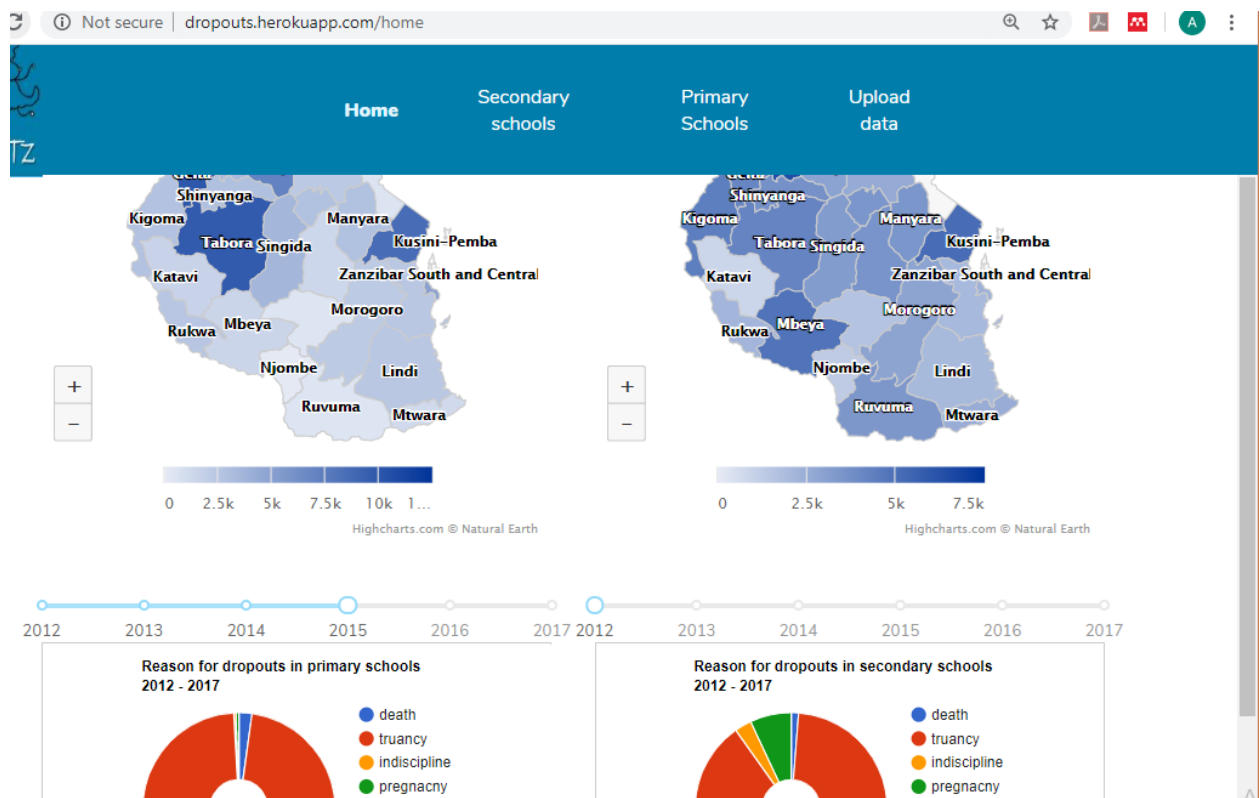 Not secure | dropouts.herokuapp.com/home
A
TZ
Home
Secondary
schools
Primary
Schools
Upload
data
Shinyanga
Kigoma
Manyara
Tabora
Singida
Kusini-Pemba
Katavi
Zanzibar South and Central
Morogoro
Rukwa
Mbeya
Njombe
Lindi
Ruvuma
Mtwara
+
−
0 2.5k 5k 7.5k 10k 1...
Highcharts.com © Natural Earth
Shinyanga
Kigoma
Manyara
Tabora
Singida
Kusini-Pemba
Katavi
Zanzibar South and Central
Morogoro
Rukwa
Mbeya
Njombe
Lindi
Ruvuma
Mtwara
+
−
0 2.5k 5k 7.5k
Highcharts.com © Natural Earth
2012 2013 2014 2015 2016 2017
2012 2013 2014 2015 2016 2017
Reason for dropouts in primary schools
2012 - 2017
death
truancy
indiscipline
pregnacny
Reason for dropouts in secondary schools
2012 - 2017
death
truancy
indiscipline
pregnacny